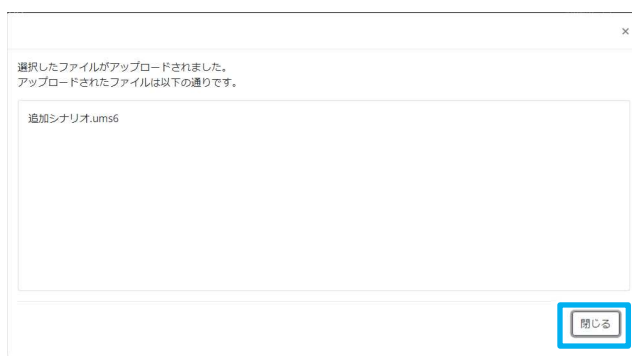 ×
選択したファイルがアップロードされました。
アップロードされたファイルは以下の通りです。
追加シナリオ.ums6
閉じる